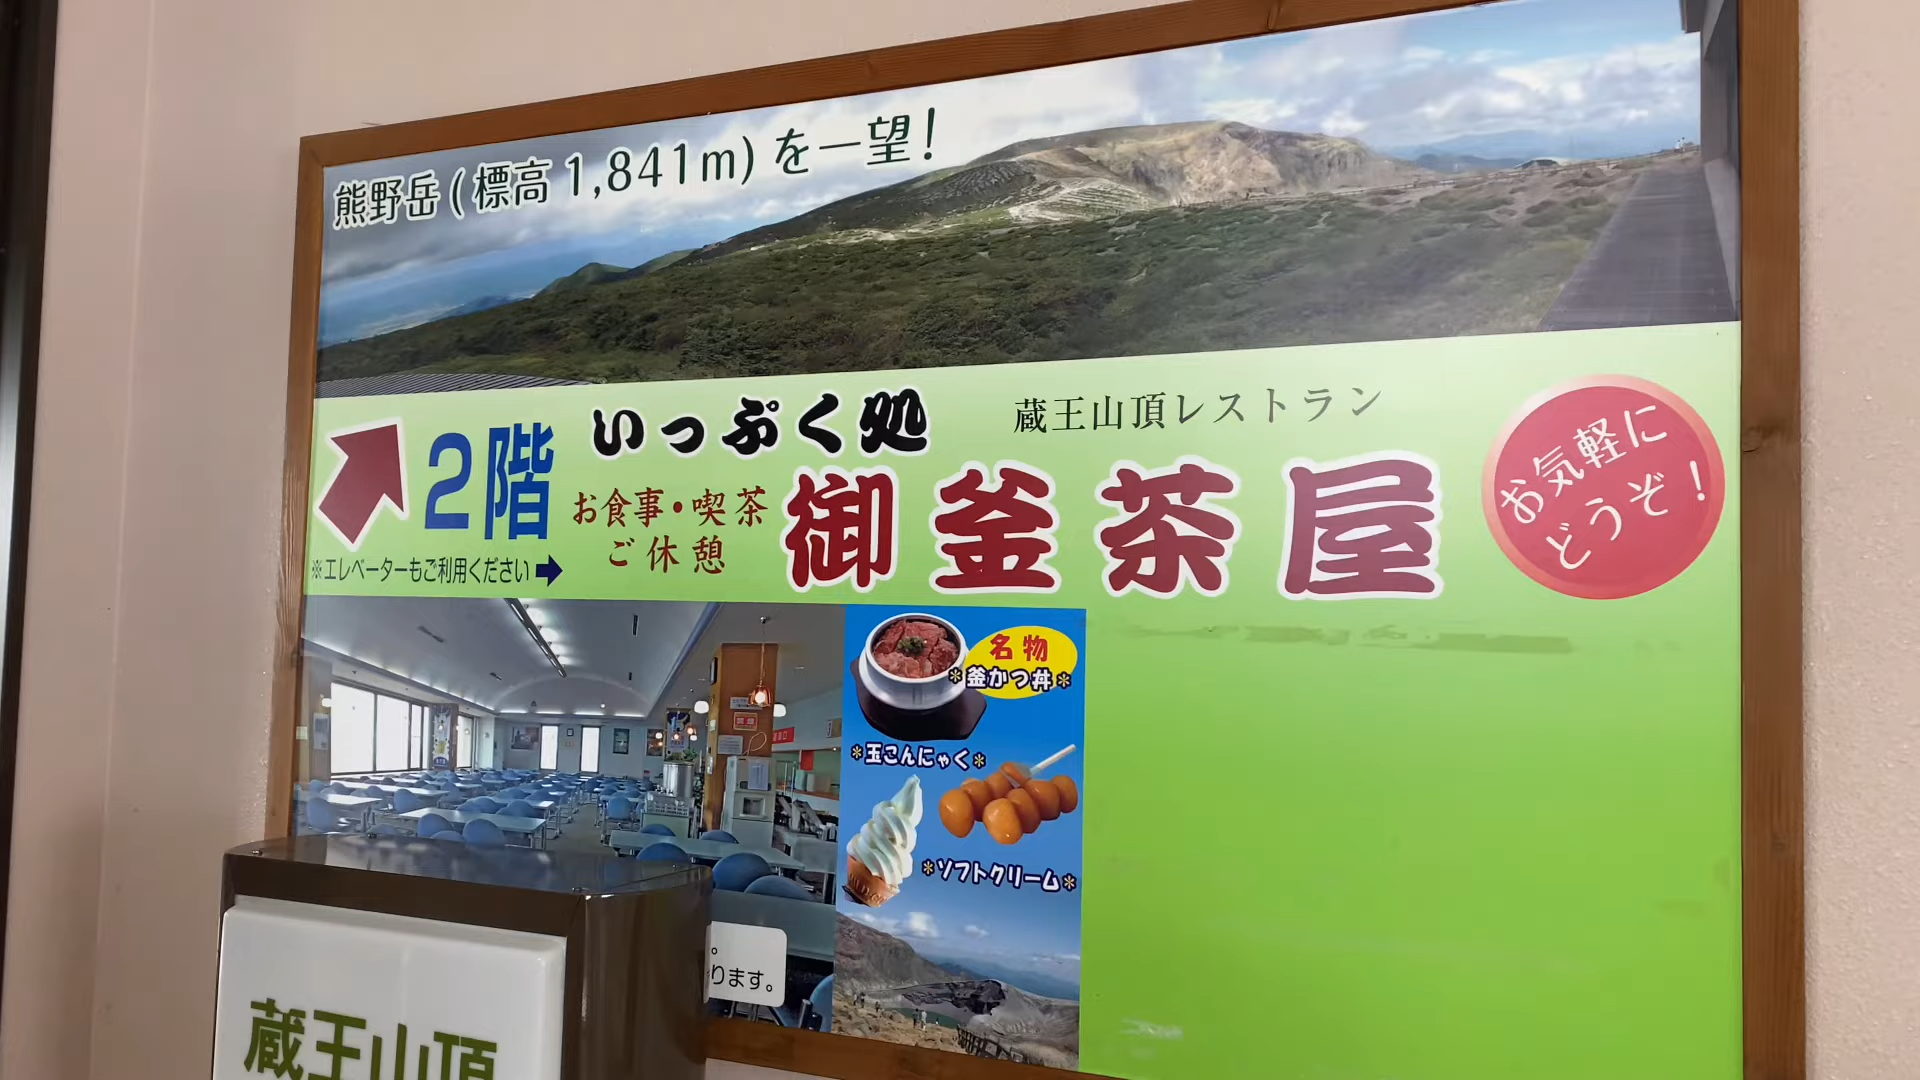 熊野岳(標高1,841m)を一望!
いっぷく処
蔵王山頂レストラン
2階
お食事・喫茶
ご休憩
御釜茶屋
お気軽に
どうぞ!
※エレベーターもご利用ください
名物
*釜かつ丼*
*玉こんにゃく*
*ソフトクリーム*
。
ります。
蔵王山頂